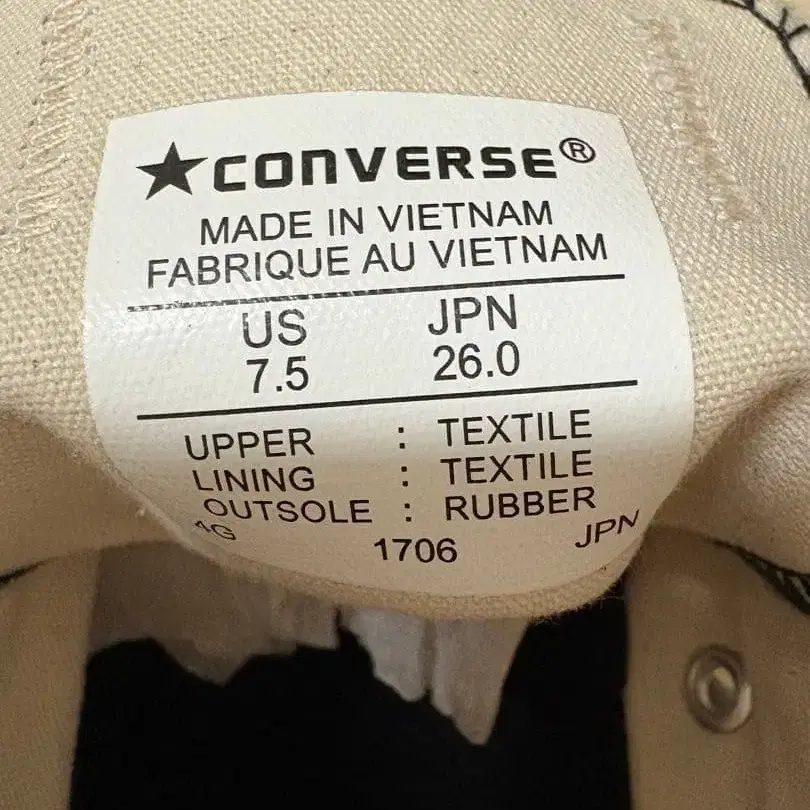 ★CONVERSE®
MADE IN VIETNAM
FABRIQUE AU VIETNAM
US JPN
7.5 26.0
UPPER : TEXTILE
LINING : TEXTILE
OUTSOLE : RUBBER
4G 1706 JPN